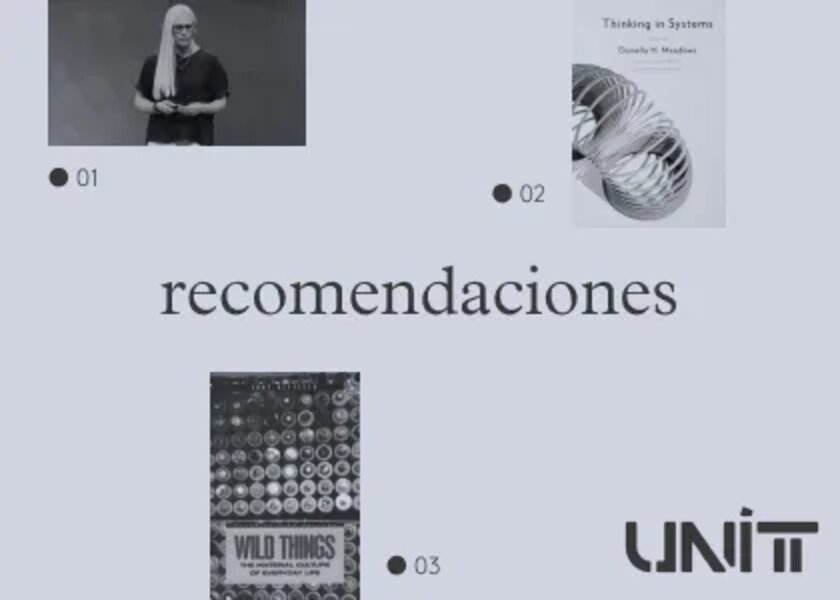 Thinking in Systems
Donella H. Meadows
01
02
recomendaciones
WILD THINGS
THE MATERIAL CULTURE
OF EVERYDAY LIFE
03
UNiT